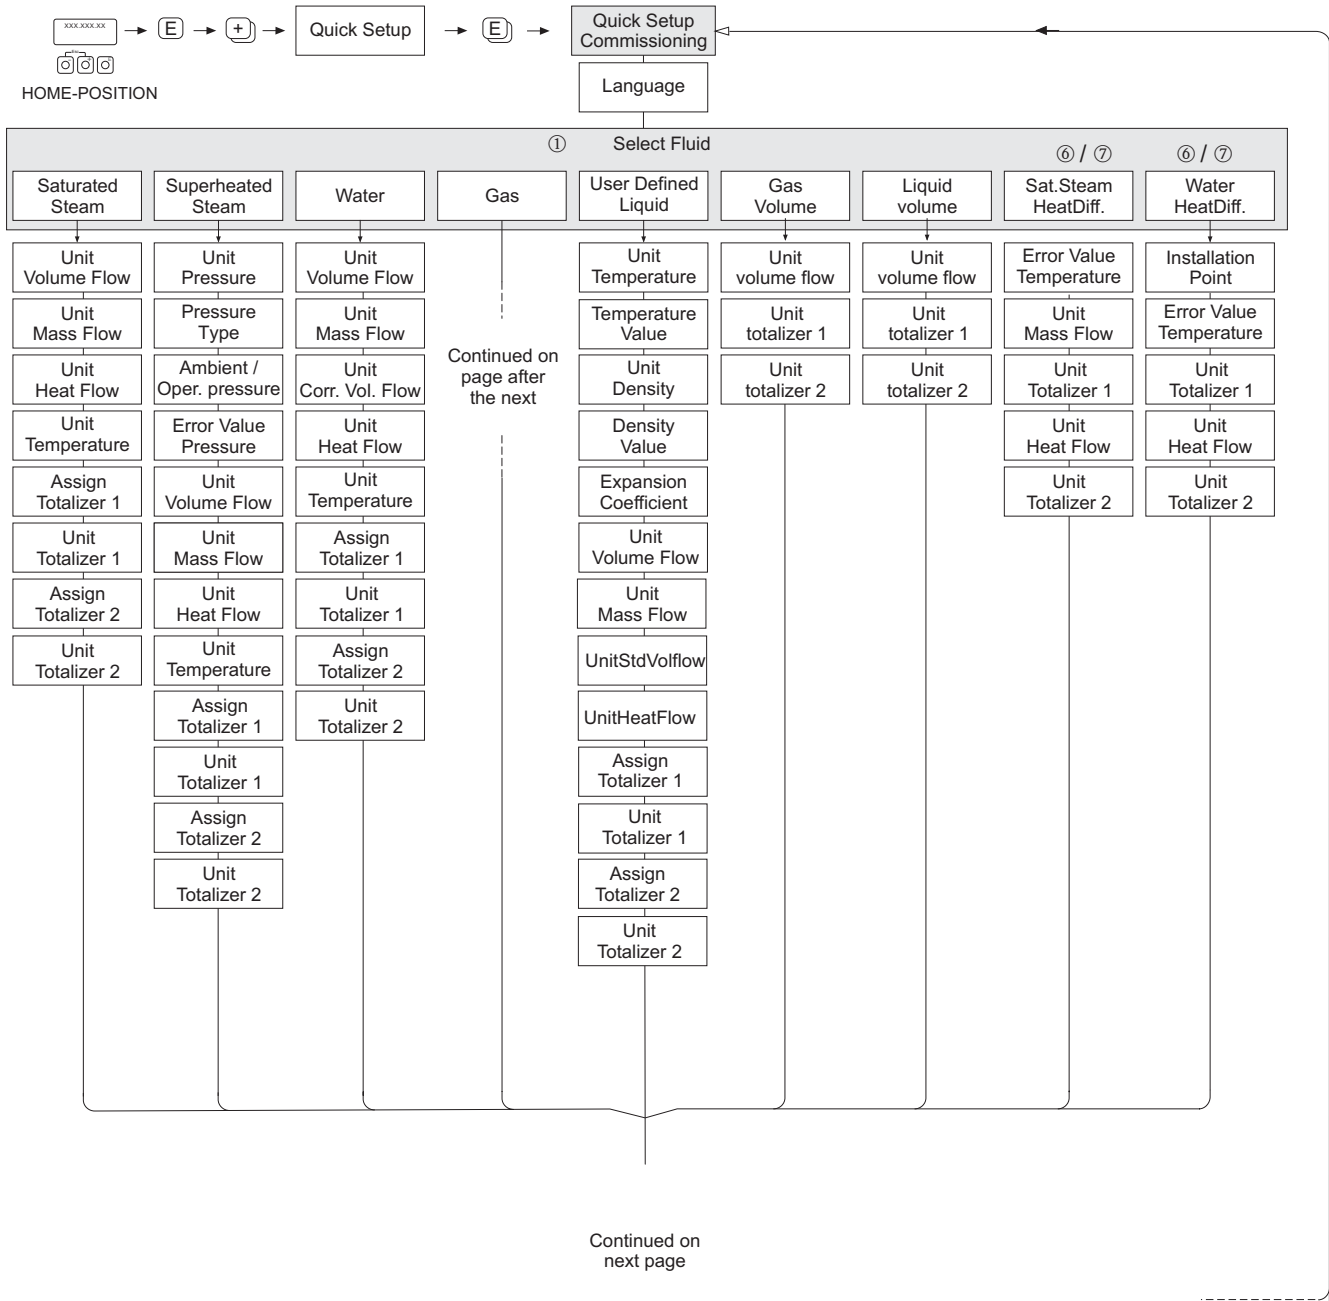 xxx.xxx.xx
Esc
-
+
E
HOME-POSITION
E
+
Quick Setup
E
Quick Setup
Commissioning
Language
① Select Fluid
⑥ / ⑦
⑥ / ⑦
Saturated
Steam
Superheated
Steam
Water
Gas
User Defined
Liquid
Gas
Volume
Liquid
volume
Sat.Steam
HeatDiff.
Water
HeatDiff.
Unit
Volume Flow
Unit
Mass Flow
Unit
Heat Flow
Unit
Temperature
Assign
Totalizer 1
Unit
Totalizer 1
Assign
Totalizer 2
Unit
Totalizer 2
Unit
Pressure
Pressure
Type
Ambient /
Oper. pressure
Error Value
Pressure
Unit
Volume Flow
Unit
Mass Flow
Unit
Heat Flow
Unit
Temperature
Assign
Totalizer 1
Unit
Totalizer 1
Assign
Totalizer 2
Unit
Totalizer 2
Unit
Volume Flow
Unit
Mass Flow
Unit
Corr. Vol. Flow
Unit
Heat Flow
Unit
Temperature
Assign
Totalizer 1
Unit
Totalizer 1
Assign
Totalizer 2
Unit
Totalizer 2
Continued on
page after
the next
Unit
Temperature
Temperature
Value
Unit
Density
Density
Value
Expansion
Coefficient
Unit
Volume Flow
Unit
Mass Flow
UnitStdVolflow
UnitHeatFlow
Assign
Totalizer 1
Unit
Totalizer 1
Assign
Totalizer 2
Unit
Totalizer 2
Unit
volume flow
Unit
totalizer 1
Unit
totalizer 2
Unit
volume flow
Unit
totalizer 1
Unit
totalizer 2
Error Value
Temperature
Unit
Mass Flow
Unit
Totalizer 1
Unit
Heat Flow
Unit
Totalizer 2
Installation
Point
Error Value
Temperature
Unit
Totalizer 1
Unit
Heat Flow
Unit
Totalizer 2
Continued on
next page